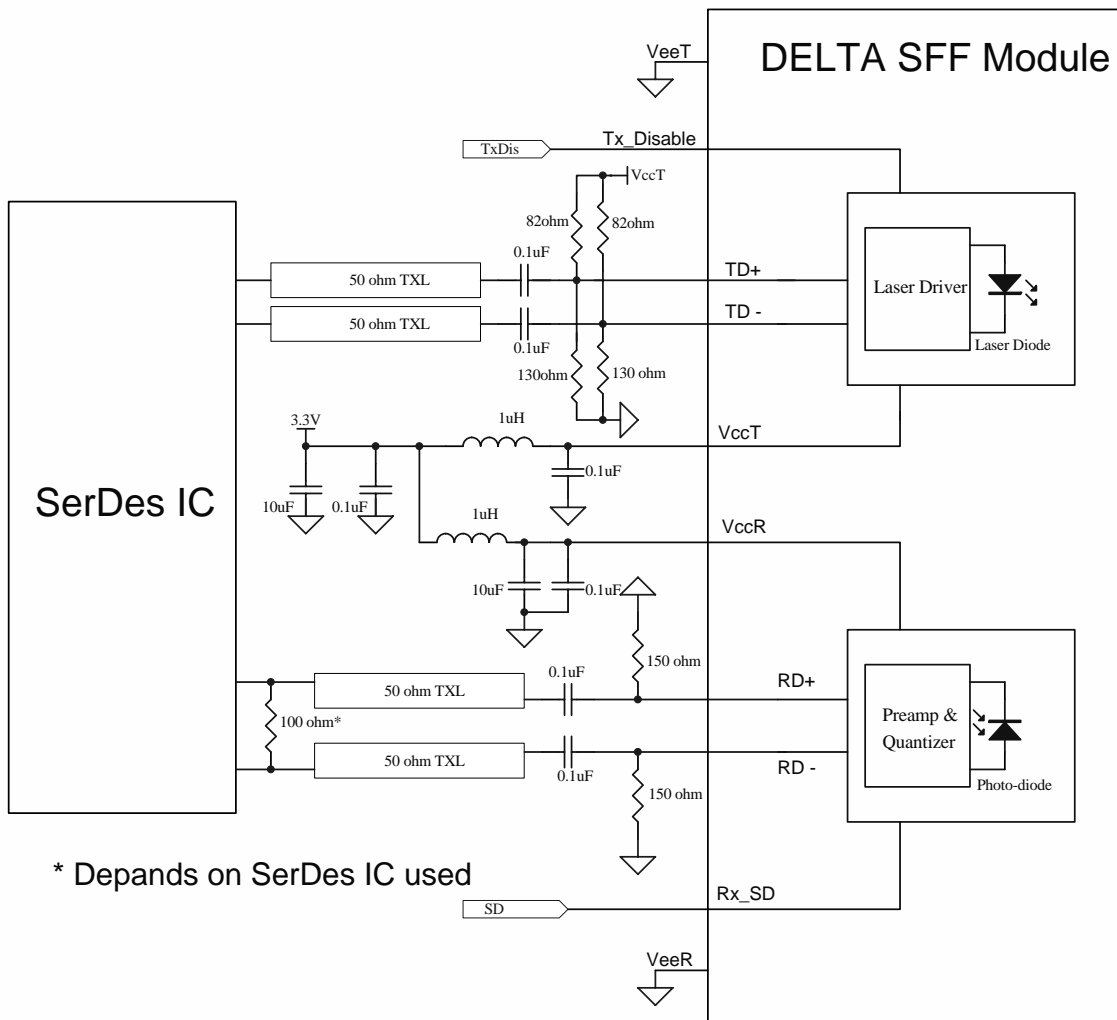 VeeT
DELTA SFF Module
TxDis
Tx_Disable
VccT
82ohm
82ohm
0.1uF
50 ohm TXL
TD+
Laser Driver
50 ohm TXL
TD -
0.1uF
Laser Diode
130ohm
130 ohm
3.3V
1uH
VccT
0.1uF
SerDes IC
10uF
0.1uF
1uH
VccR
10uF
0.1uF
150 ohm
0.1uF
50 ohm TXL
RD+
100 ohm*
Preamp &
Quantizer
50 ohm TXL
0.1uF
RD -
Photo-diode
150 ohm
* Depands on SerDes IC used
SD
Rx_SD
VeeR